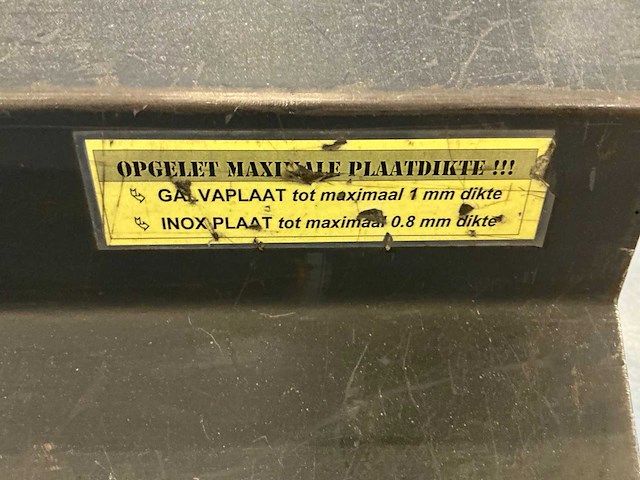 OPGELET MAXIMALE PLAATDIKTE !!!
GALVAPLAAT tot maximaal 1 mm dikte
INOX PLAAT tot maximaal 0.8 mm dikte